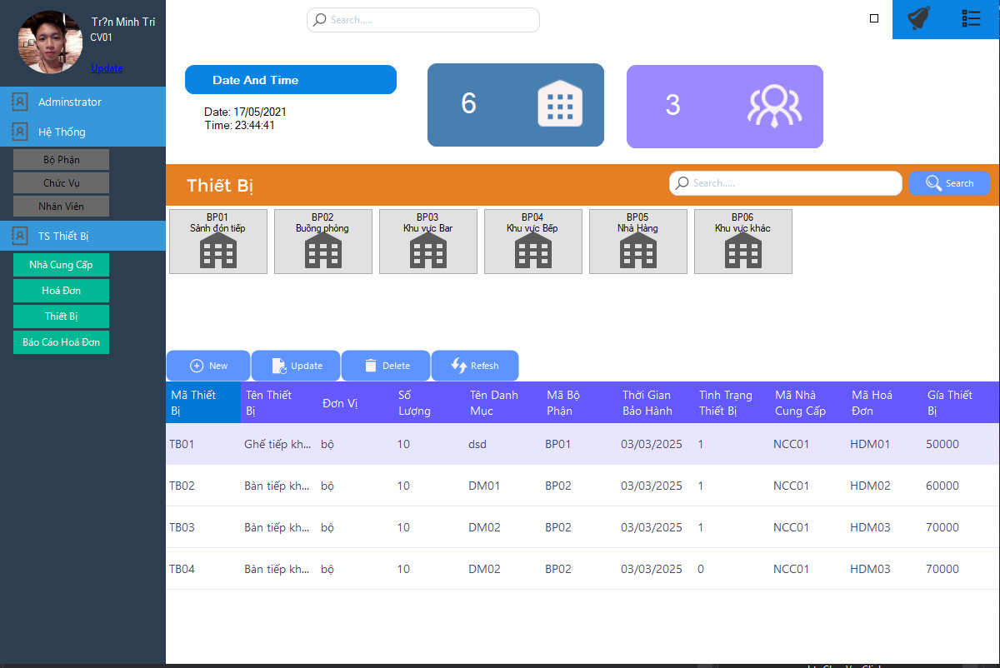 Tr?n Minh Trí
CV01
Update
Adminstrator
Hệ Thống
Bộ Phận
Chức Vụ
Nhân Viên
TS Thiết Bị
Nhà Cung Cấp
Hoá Đơn
Thiết Bị
Báo Cáo Hoá Đơn
Search.....
Date And Time
Date: 17/05/2021
Time: 23:44:41
6
3
Thiết Bị
Search.....
Search
BP01
Sảnh đón tiếp
BP02
Buồng phòng
BP03
Khu vực Bar
BP04
Khu vực Bếp
BP05
Nhà Hàng
BP06
Khu vực khác
New
Update
Delete
Refesh
Mã Thiết Bị Tên Thiết Bị Đơn Vị Số Lượng Tên Danh Mục Mã Bộ Phận Thời Gian Bảo Hành Tình Trạng Thiết Bị Mã Nhà Cung Cấp Mã Hoá Đơn Gía Thiết Bị
TB01 Ghế tiếp kh... bộ 10 dsd BP01 03/03/2025 1 NCC01 HDM01 50000
TB02 Bàn tiếp kh... bộ 10 DM01 BP02 03/03/2025 1 NCC01 HDM02 60000
TB03 Bàn tiếp kh... bộ 10 DM02 BP02 03/03/2025 1 NCC01 HDM03 70000
TB04 Bàn tiếp kh... bộ 10 DM02 BP02 03/03/2025 0 NCC01 HDM03 70000